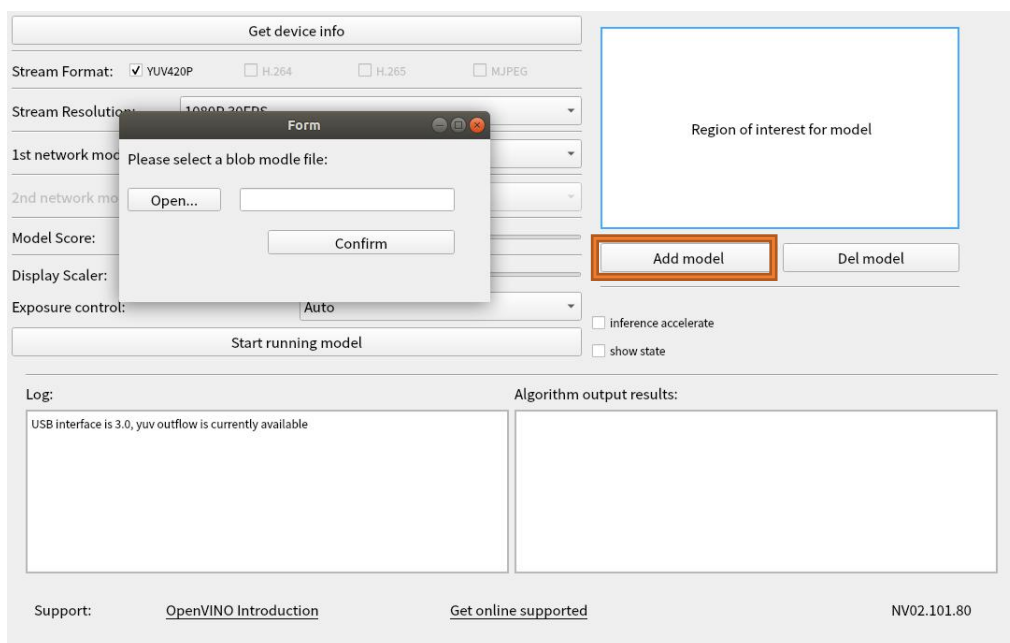 Get device info
Stream Format:
YUV420P
H.264
H.265
MJPEG
Stream Resolution:
1080P 30FPS
Form
Region of interest for model
1st network mod
Please select a blob modle file:
2nd network mo
Open...
Model Score:
Confirm
Add model
Del model
Display Scaler:
Exposure control:
Auto
inference accelerate
Start running model
show state
Log:
Algorithm output results:
USB interface is 3.0, yuv outflow is currently available
Support:
OpenVINO Introduction
Get online supported
NV02.101.80